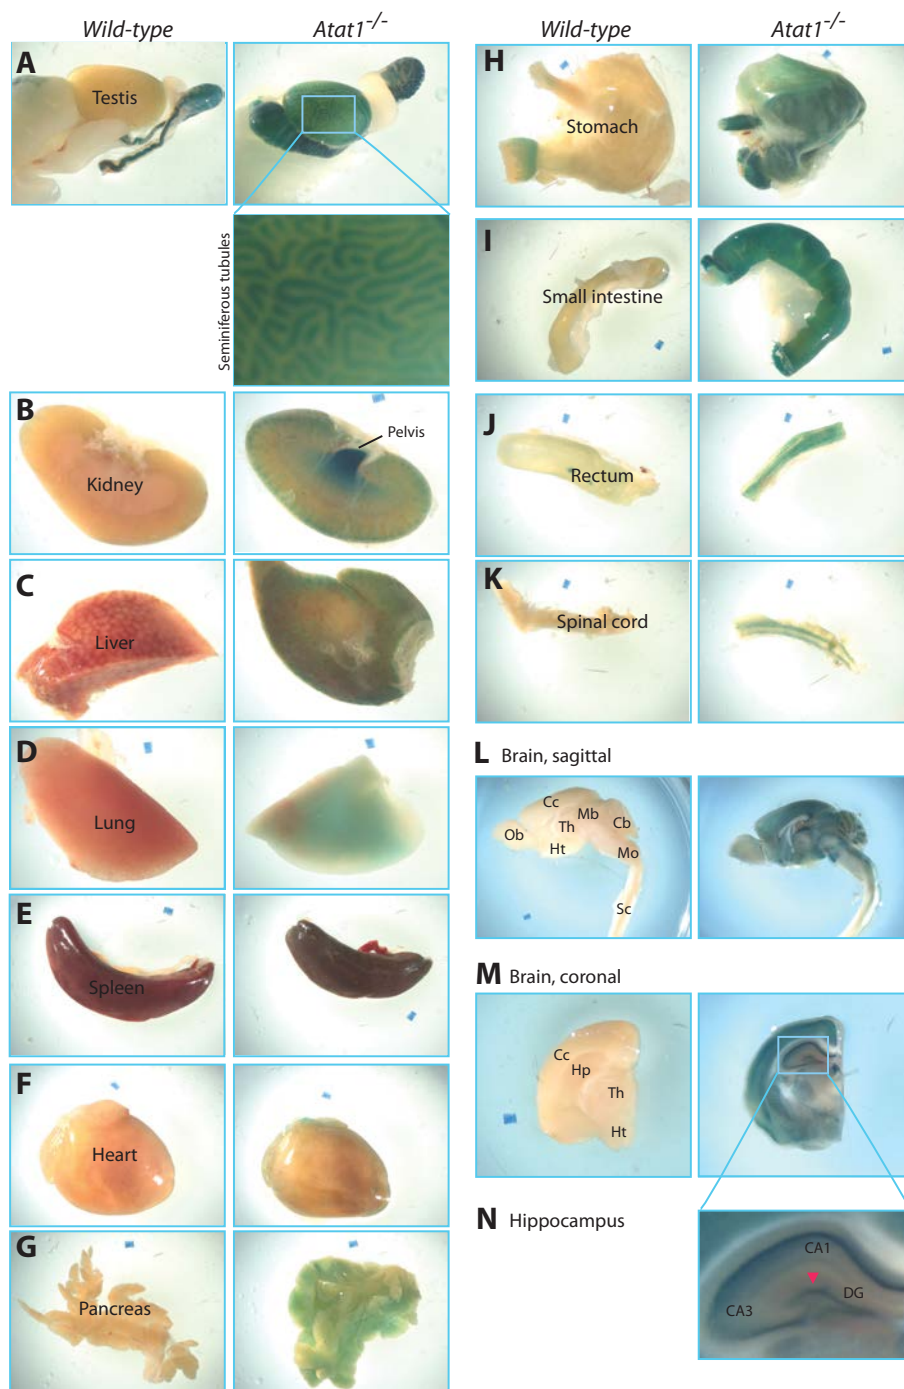 Wild-type
Atat1-/-
A
Testis
Seminiferous tubules
B
Kidney
Pelvis
C
Liver
D
Lung
E
Spleen
F
Heart
G
Pancreas
Wild-type
Atat1-/-
H
Stomach
I
Small intestine
J
Rectum
K
Spinal cord
L Brain, sagittal
Cc
Mb
Ob
Th
Cb
Ht
Mo
Sc
M Brain, coronal
Cc
Hp
Th
Ht
N Hippocampus
CA1
DG
CA3